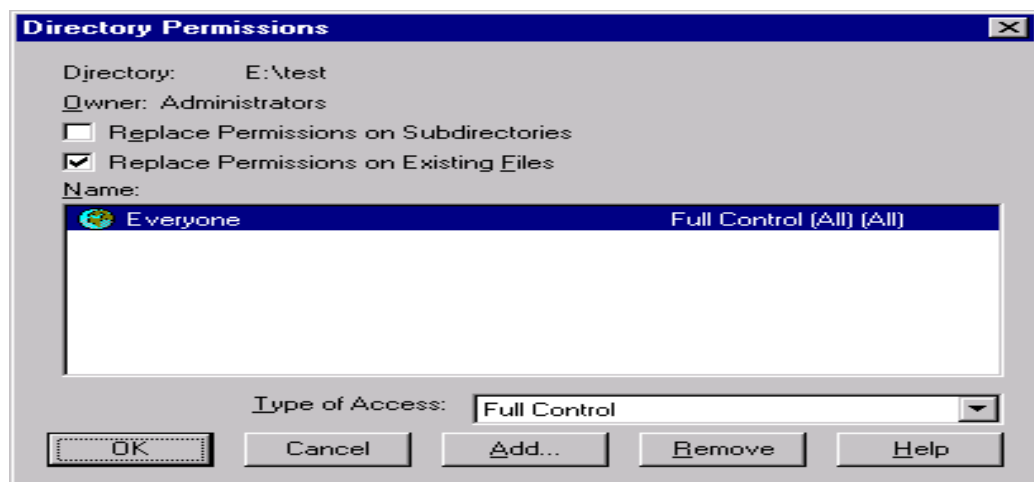 Directory Permissions
Directory: E:\test
Owner: Administrators
Replace Permissions on Subdirectories
Replace Permissions on Existing Files
Name:
Everyone Full Control (All) (All)
Type of Access: Full Control
OK Cancel Add... Remove Help